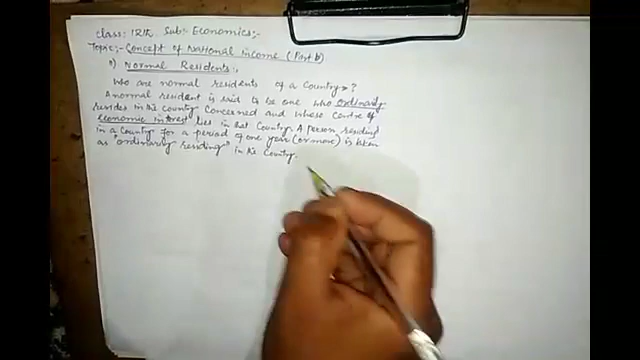 class: 12th Sub:- Economics:-
Topic:- Concept of National income (Part 6)
Normal Residents:,
Who are normal residents of a Country?
A normal resident is said to be one who ordinarily
resides in the country concerned and whose Centre of
economic interest lies in that Country. A person residing
in a Country for a period of one year (or more) is taken
as "ordinarily residing" in the Country.